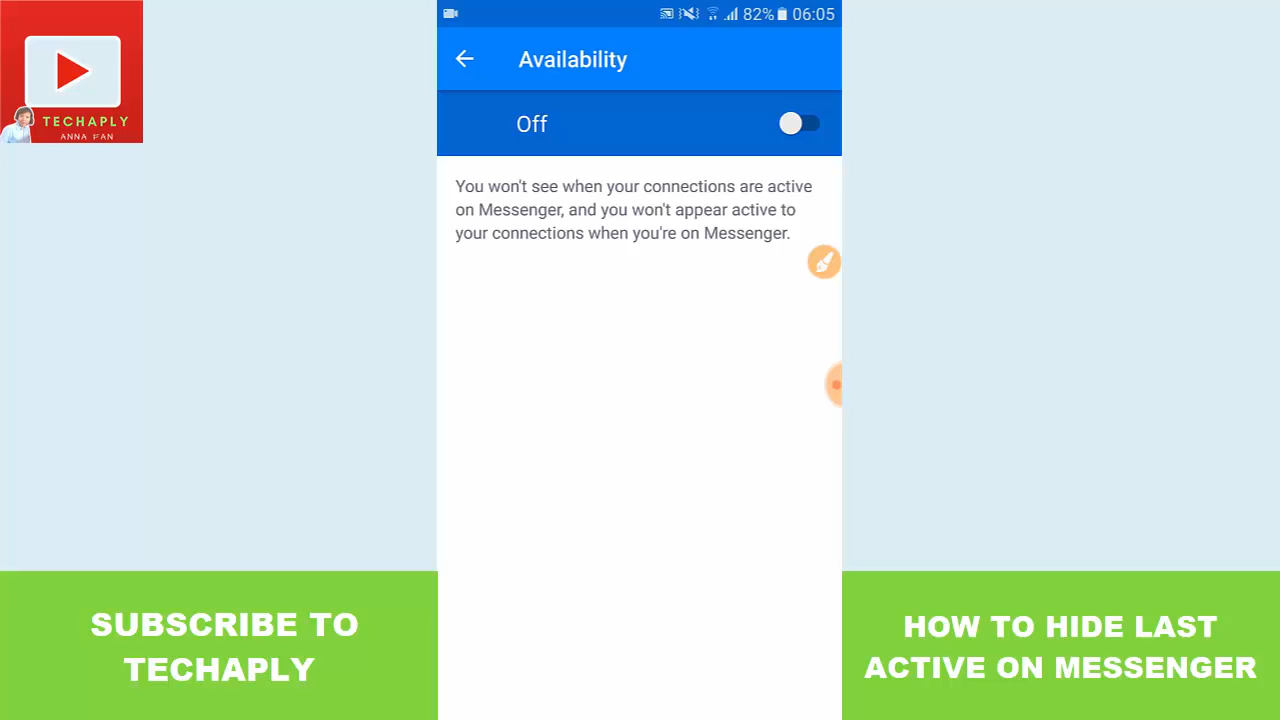 TECHAPLY
ANNA FAN
82% 06:05
Availability
Off
You won't see when your connections are active
on Messenger, and you won't appear active to
your connections when you're on Messenger.
SUBSCRIBE TO
TECHAPLY
HOW TO HIDE LAST
ACTIVE ON MESSENGER